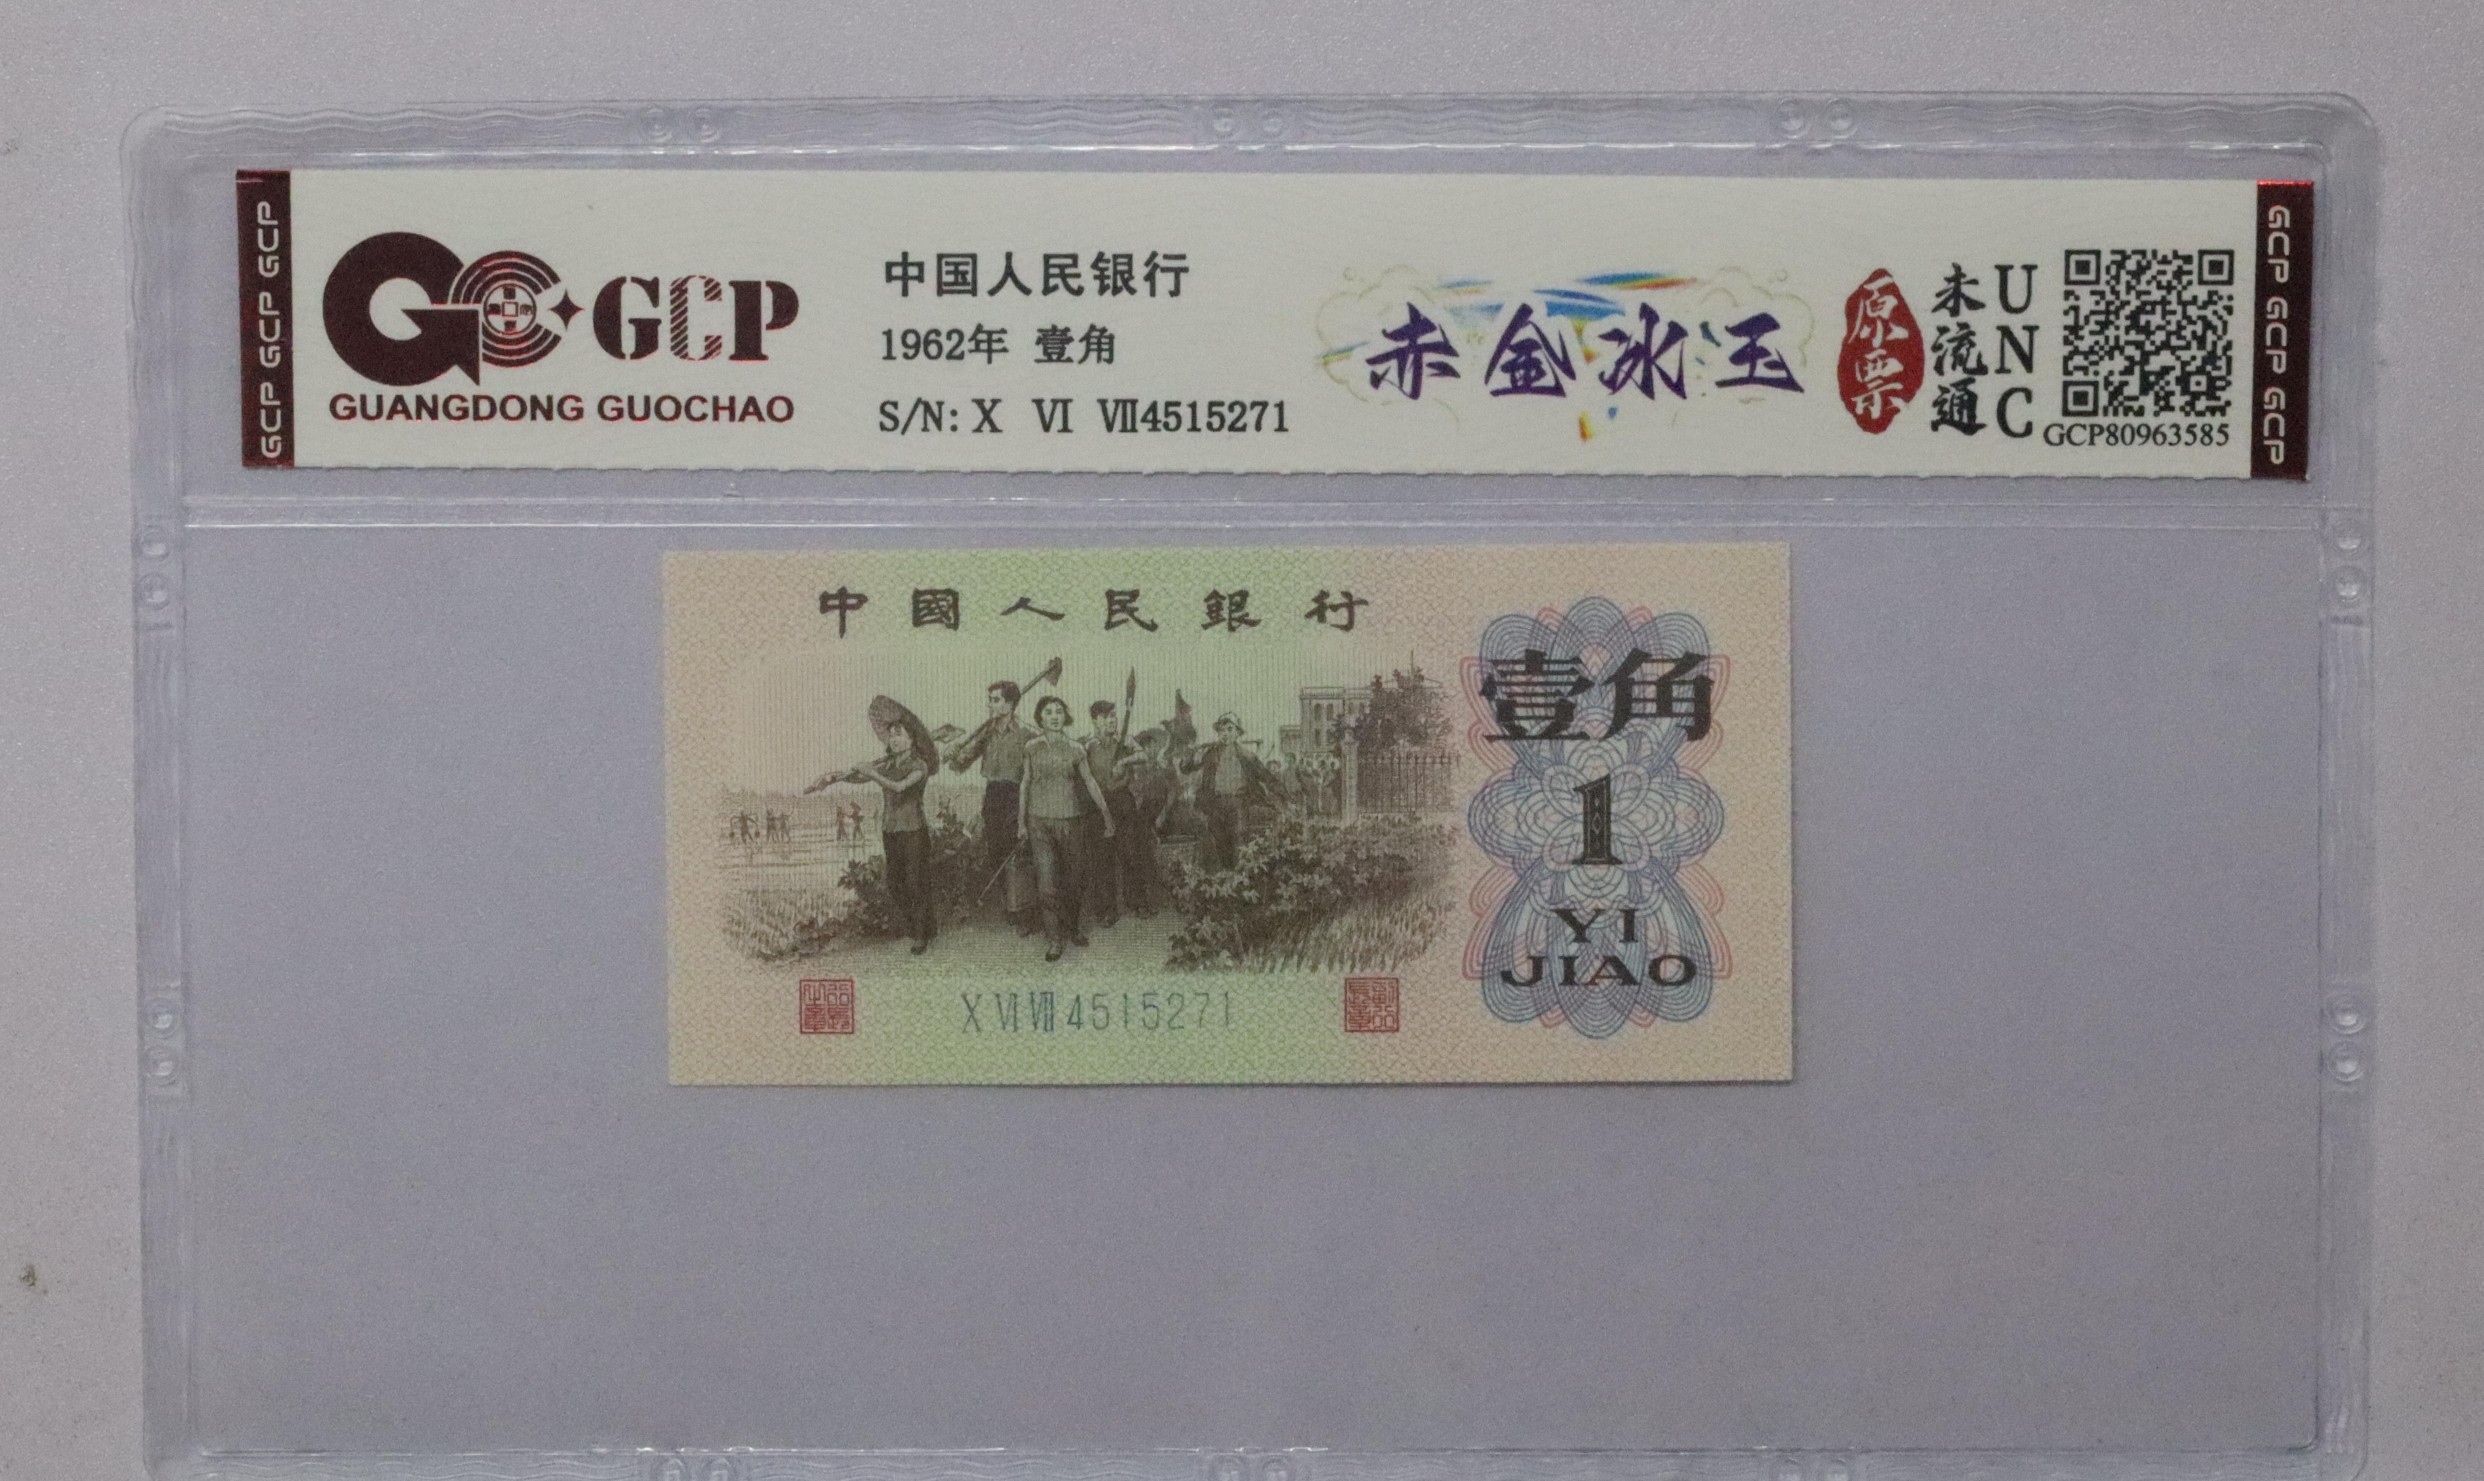 GCP GCP GCP
GCP
GUANGDONG GUOCHAO
中国人民银行
1962年 壹角
S/N: X Ⅵ Ⅶ4515271
赤金冰玉
原票
未流通
UNC
GCP80963585
GCP GCP GCP
中國人民銀行
壹角
1
YI
JIAO
X Ⅵ Ⅶ 4515271